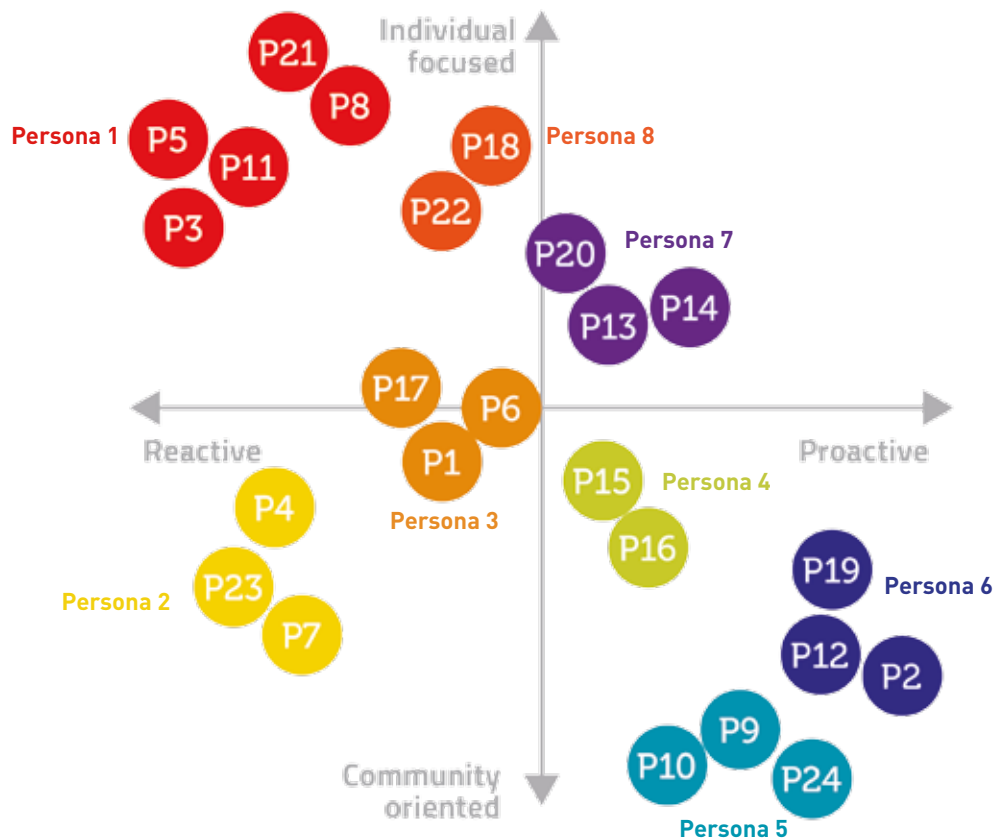 Individual
focused
P21
P8
Persona 1
P5
P11
P3
P18
Persona 8
P22
P20
Persona 7
P13
P14
P17
P6
P1
Reactive
Proactive
Persona 3
P15
Persona 4
P16
P4
P23
Persona 2
P7
P19
Persona 6
P12
P2
P9
P10
P24
Persona 5
Community
oriented